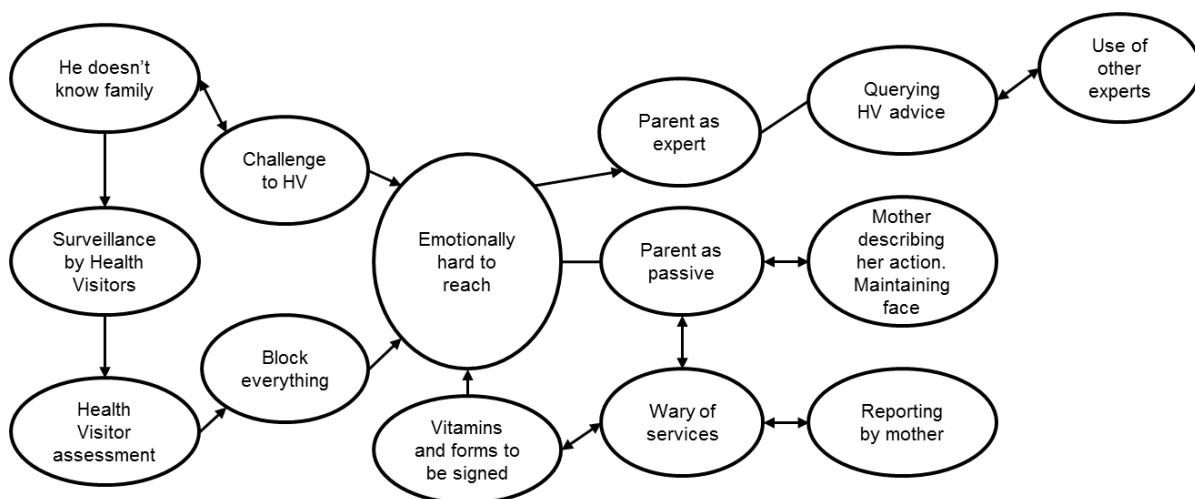 He doesn’t
know family
Challenge
to HV
Surveillance
by Health
Visitors
Health
Visitor
assessment
Block
everything
Emotionally
hard to
reach
Vitamins
and forms to
be signed
Parent as
expert
Querying
HV advice
Use of
other
experts
Parent as
passive
Mother
describing
her action.
Maintaining
face
Wary of
services
Reporting
by mother